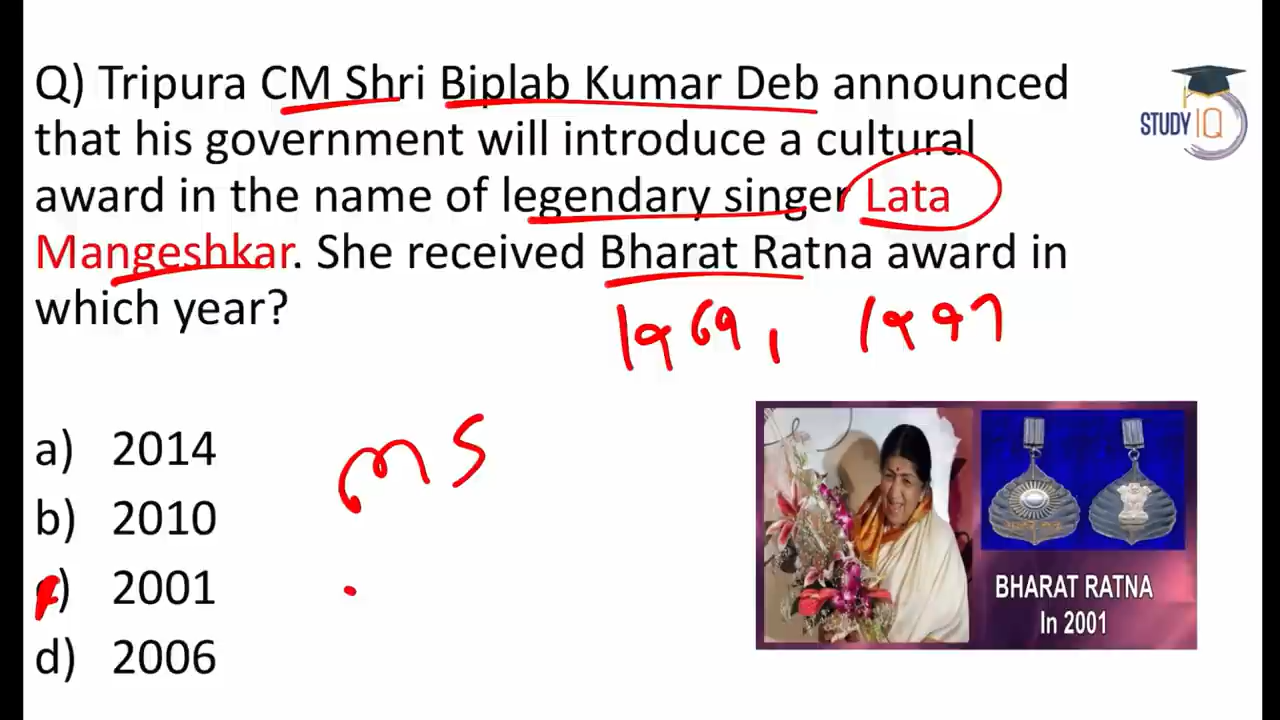 Q) Tripura CM Shri Biplab Kumar Deb announced
that his government will introduce a cultural
award in the name of legendary singer Lata
Mangeshkar. She received Bharat Ratna award in
which year?
1969, 1997
a) 2014
b) 2010
c) 2001
d) 2006
MS
STUDY IQ
BHARAT RATNA
In 2001